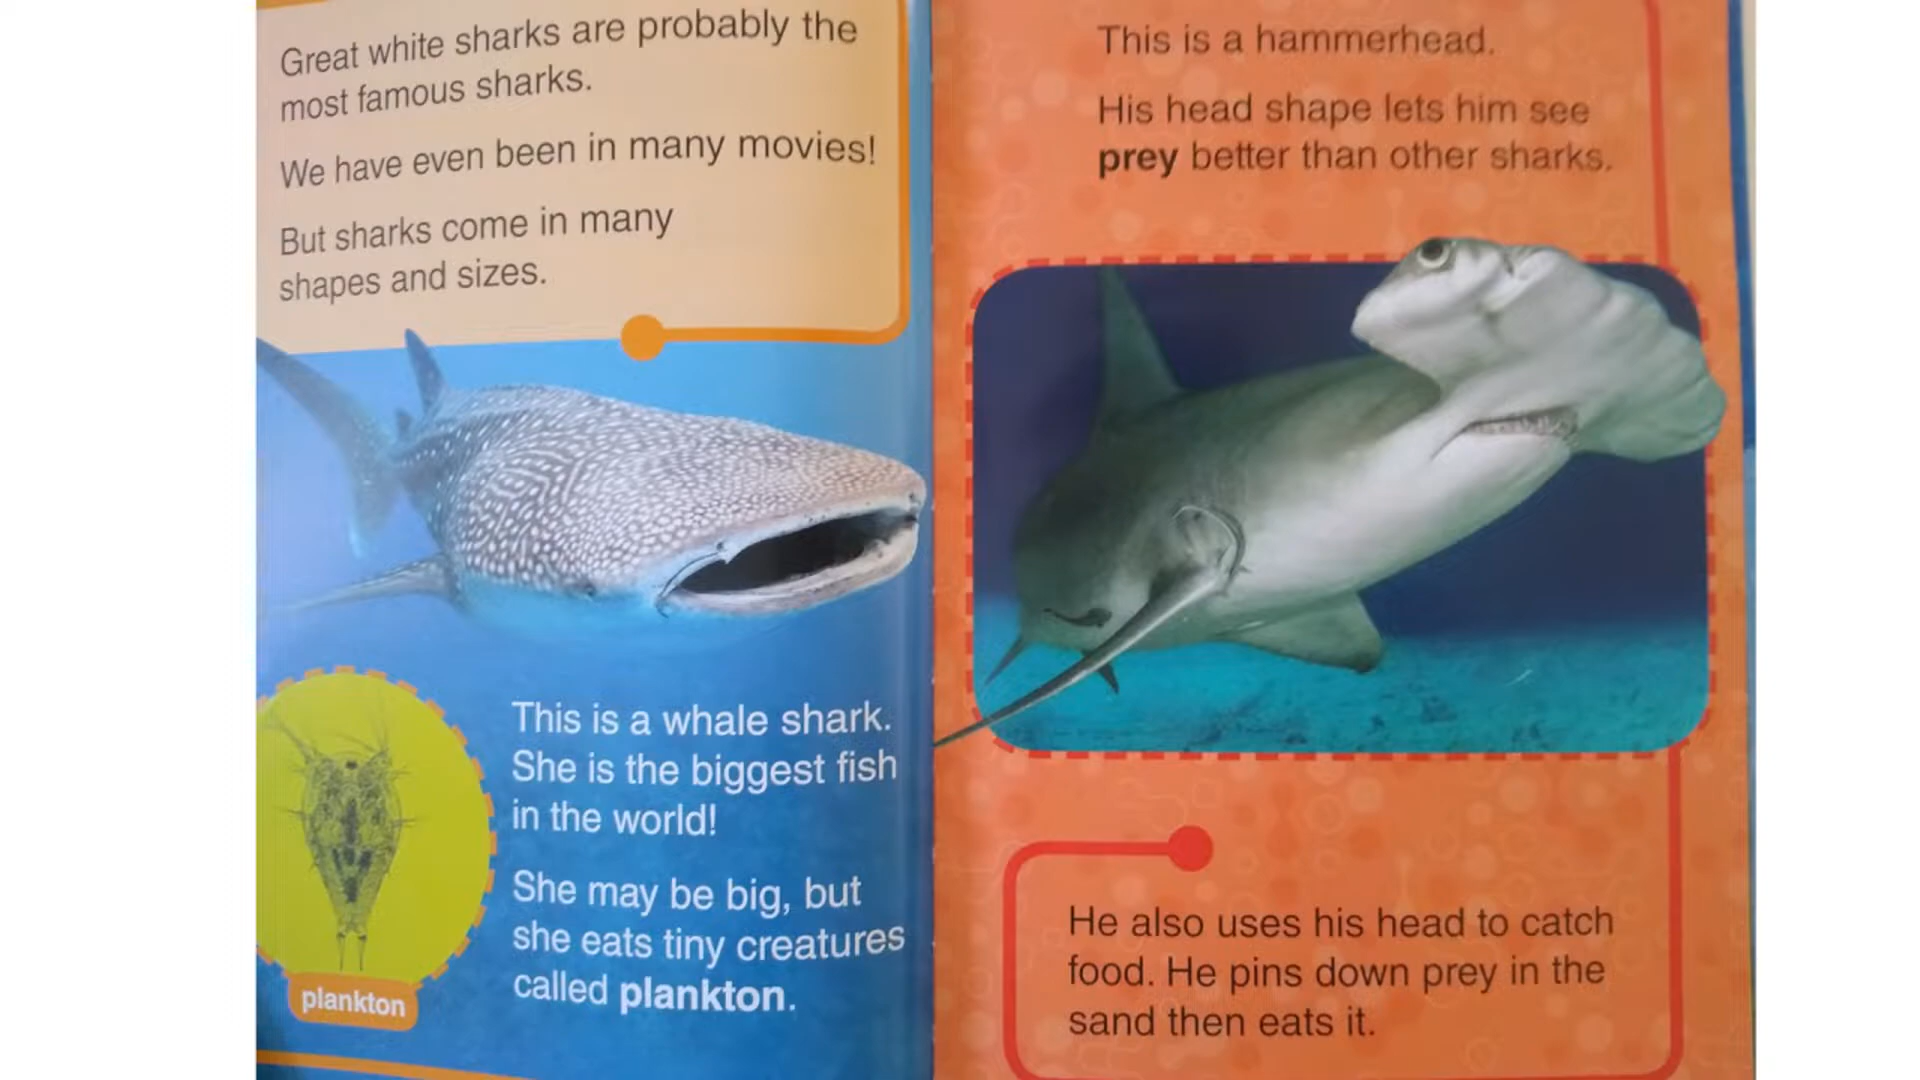 Great white sharks are probably the
most famous sharks.
We have even been in many movies!
But sharks come in many
shapes and sizes.
This is a whale shark.
She is the biggest fish
in the world!
She may be big, but
she eats tiny creatures
called plankton.
plankton
This is a hammerhead.
His head shape lets him see
prey better than other sharks.
He also uses his head to catch
food. He pins down prey in the
sand then eats it.